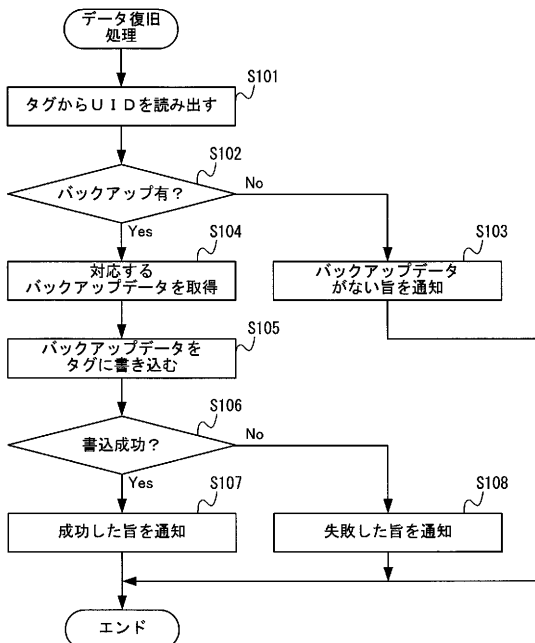 データ復旧
処理
S101
タグからＵＩＤを読み出す
S102
バックアップ有？
No
Yes
S104
対応する
バックアップデータを取得
S103
バックアップデータ
がない旨を通知
S105
バックアップデータを
タグに書き込む
S106
書込成功？
No
Yes
S107
成功した旨を通知
S108
失敗した旨を通知
エンド